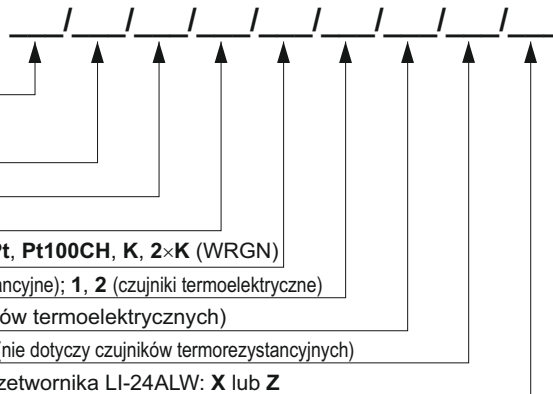 ___/___/___/___/___/___/___/___/___
Pt, Pt100CH, K, 2×K (WRGN)
ancyjne); 1, 2 (czujniki termoelektryczne)
ów termoelektrycznych)
(nie dotyczy czujników termorezystancyjnych)
zetwornika LI-24ALW: X lub Z